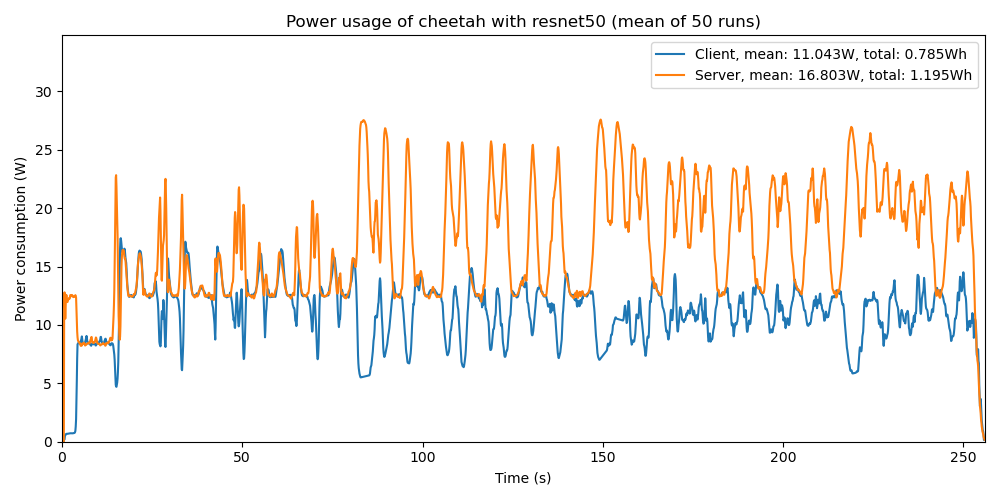 Power usage of cheetah with resnet50 (mean of 50 runs)
Client, mean: 11.043W, total: 0.785Wh
Server, mean: 16.803W, total: 1.195Wh
Power consumption (W)
30
25
20
15
10
5
0
0 50 100 150 200 250
Time (s)